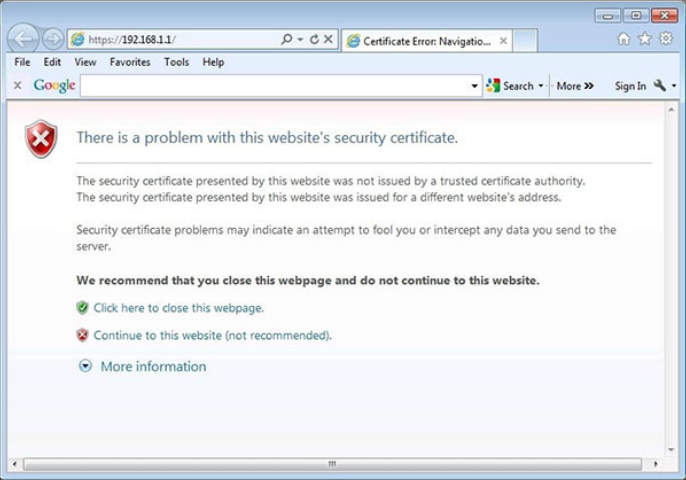 https://192.168.1.1/
Certificate Error: Navigatio...
File Edit View Favorites Tools Help
x Google Search More » Sign In
There is a problem with this website's security certificate.
The security certificate presented by this website was not issued by a trusted certificate authority.
The security certificate presented by this website was issued for a different website's address.
Security certificate problems may indicate an attempt to fool you or intercept any data you send to the
server.
We recommend that you close this webpage and do not continue to this website.
Click here to close this webpage.
Continue to this website (not recommended).
More information